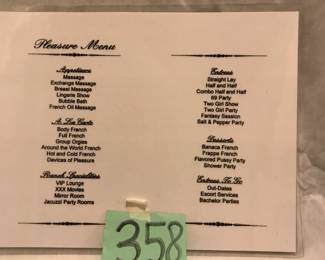 Pleasure Menu
Appetizers
Massage
Exchange Massage
Breast Massage
Lingerie Show
Bubble Bath
French Oil Massage
A La Carte
Body French
Full French
Group Orgies
Around the World French
Hot and Cold French
Devices of Pleasure
Ranch Specialties
VIP Lounge
XXX Movies
Mirror Room
Jacuzzi Party Rooms
Entrees
Straight Lay
Half and Half
Combo Half and Half
69 Party
Two Girl Show
Two Girl Party
Fantasy Session
Salt & Pepper Party
Desserts
Banaca French
Frappe French
Flavored Pussy Party
Shower Party
Entrees To Go
Out-Dates
Escort Services
Bachelor Parties
358